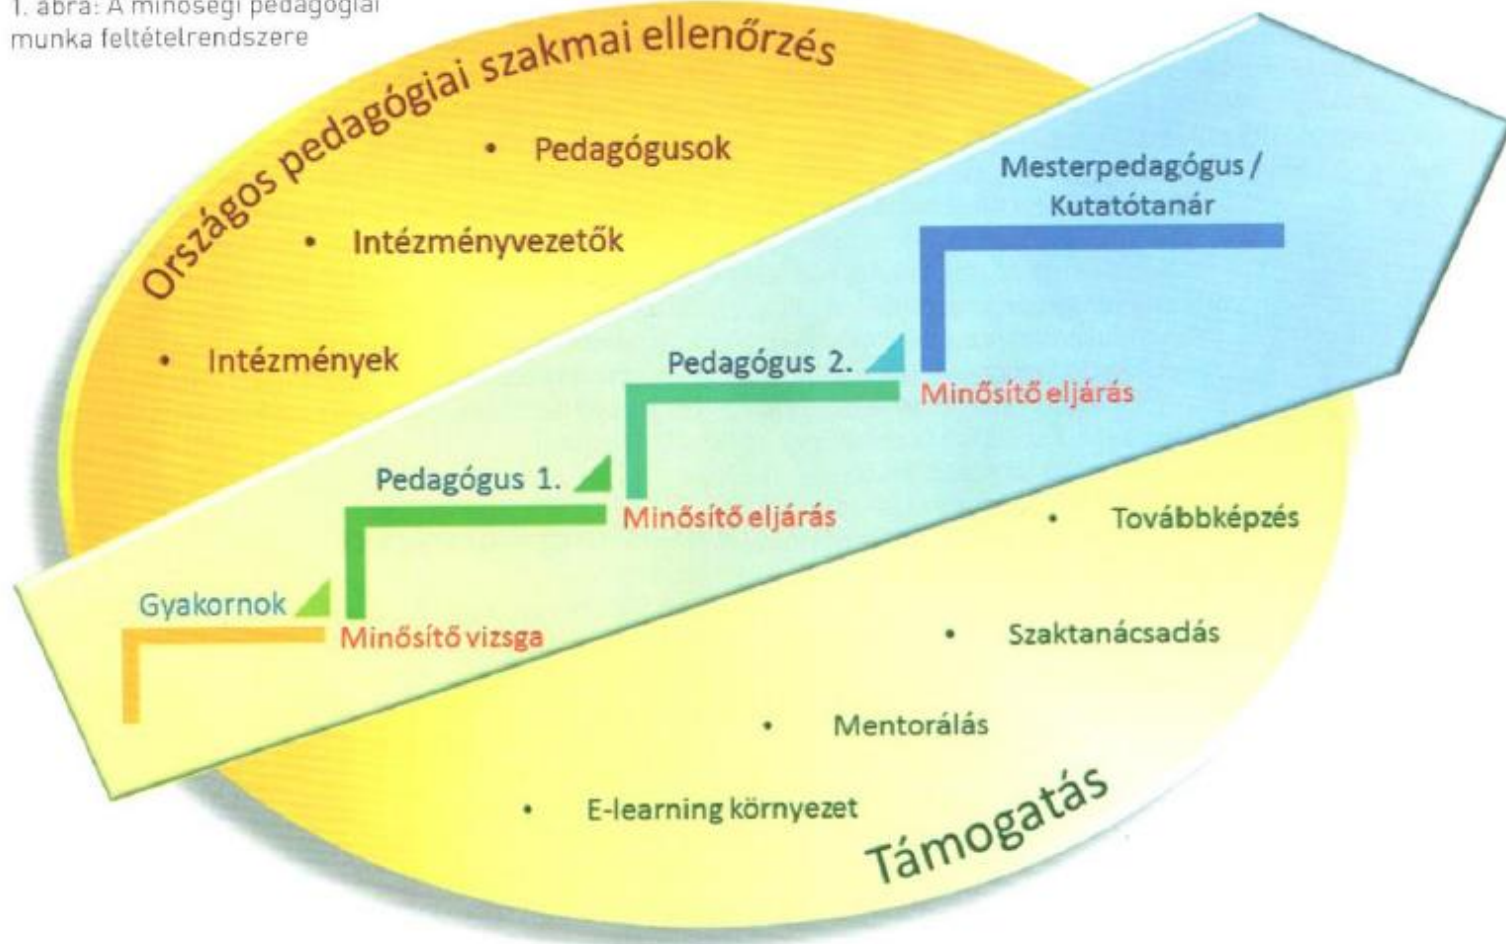 1. ábra: A minőségi pedagógiai
munka feltételrendszere
Országos pedagógiai szakmai ellenőrzés
• Pedagógusok
• Intézményvezetők
• Intézmények
Mesterpedagógus /
Kutatótanár
Pedagógus 2.
Minősítő eljárás
Pedagógus 1.
Minősítő eljárás
Gyakornok
Minősítő vizsga
• Továbbképzés
• Szaktanácsadás
• Mentorálás
• E-learning környezet
Támogatás